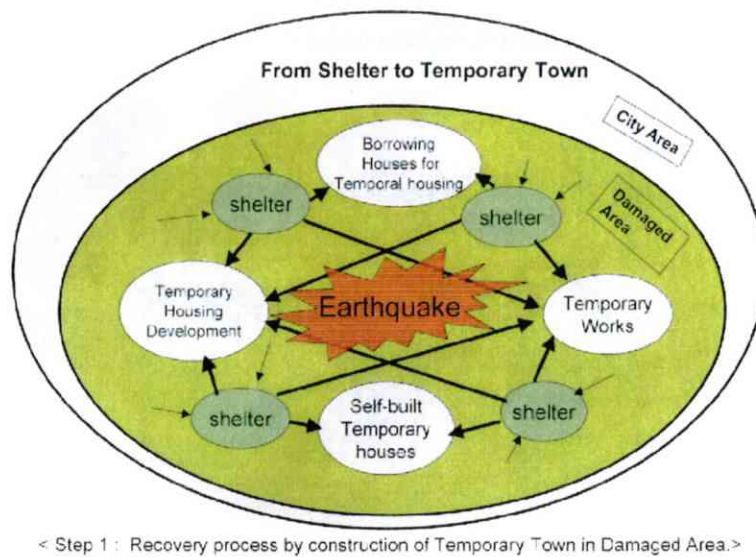 From Shelter to Temporary Town
City Area
Borrowing
Houses for
Temporal housing
Damaged
Area
shelter
shelter
Temporary
Housing
Development
Earthquake
Temporary
Works
shelter
Self-built
Temporary
houses
shelter
< Step 1 : Recovery process by construction of Temporary Town in Damaged Area.>